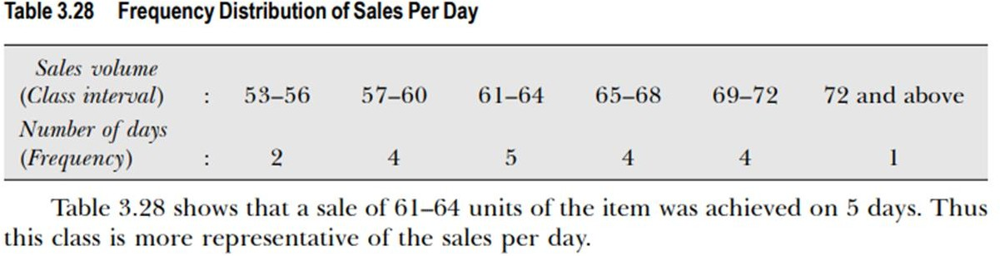 Table 3.28 Frequency Distribution of Sales Per Day
Sales volume
(Class interval) : 53–56 57–60 61–64 65–68 69–72 72 and above
Number of days
(Frequency) : 2 4 5 4 4 1
Table 3.28 shows that a sale of 61–64 units of the item was achieved on 5 days. Thus
this class is more representative of the sales per day.